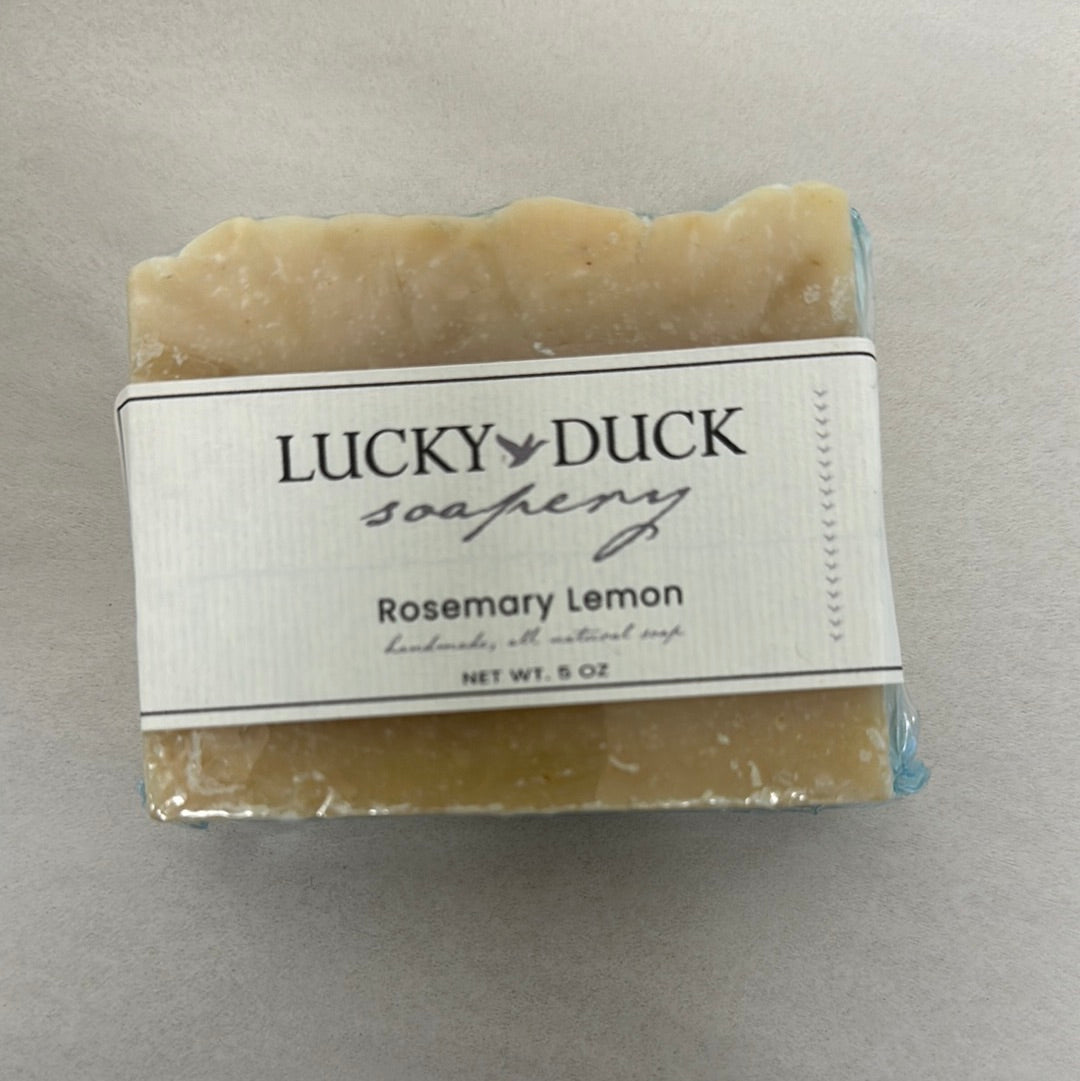 LUCKY DUCK
soapery
Rosemary Lemon
handmade, all natural soap
NET WT. 5 OZ